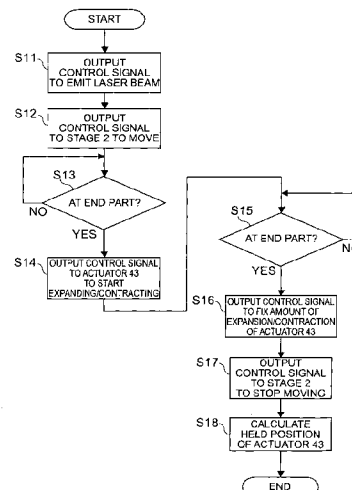 START
S11
OUTPUT
CONTROL SIGNAL
TO EMIT LASER BEAM
S12
OUTPUT
CONTROL SIGNAL
TO STAGE 2 TO MOVE
S13
AT END PART?
NO
YES
S14
OUTPUT CONTROL SIGNAL
TO ACTUATOR 43
TO START
EXPANDING/CONTRACTING
S15
AT END PART?
YES
S16
OUTPUT CONTROL SIGNAL
TO FIX AMOUNT OF
EXPANSION/CONTRACTION
OF ACTUATOR 43
S17
OUTPUT
CONTROL SIGNAL
TO STAGE 2
TO STOP MOVING
S18
CALCULATE
HELD POSITION
OF ACTUATOR 43
END